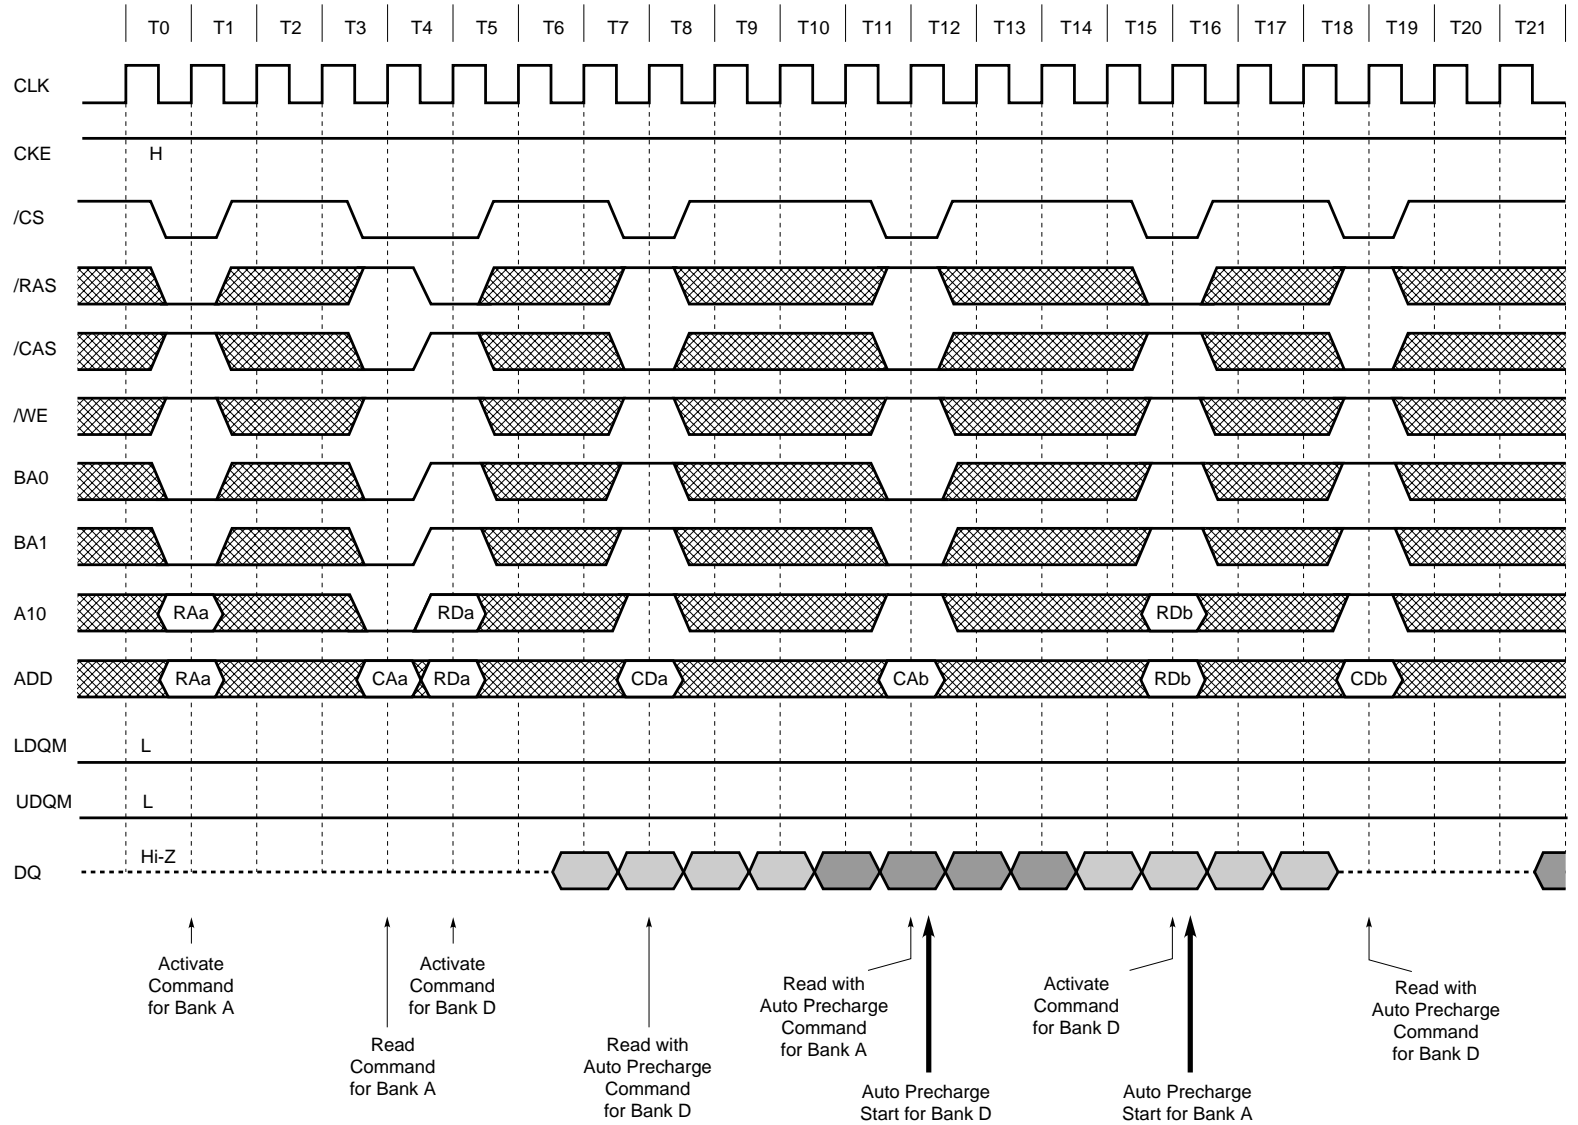 T0 T1 T2 T3 T4 T5 T6 T7 T8 T9 T10 T11 T12 T13 T14 T15 T16 T17 T18 T19 T20 T21
CLK
CKE H
/CS
/RAS
/CAS
/WE
BA0
BA1
A10 RAa RDa RDb
ADD RAa CAa RDa CDa CAb RDb CDb
LDQM L
UDQM L
DQ Hi-Z
Activate
Command
for Bank A
Read
Command
for Bank A
Activate
Command
for Bank D
Read with
Auto Precharge
Command
for Bank D
Read with
Auto Precharge
Command
for Bank A
Auto Precharge
Start for Bank D
Activate
Command
for Bank D
Auto Precharge
Start for Bank A
Read with
Auto Precharge
Command
for Bank D